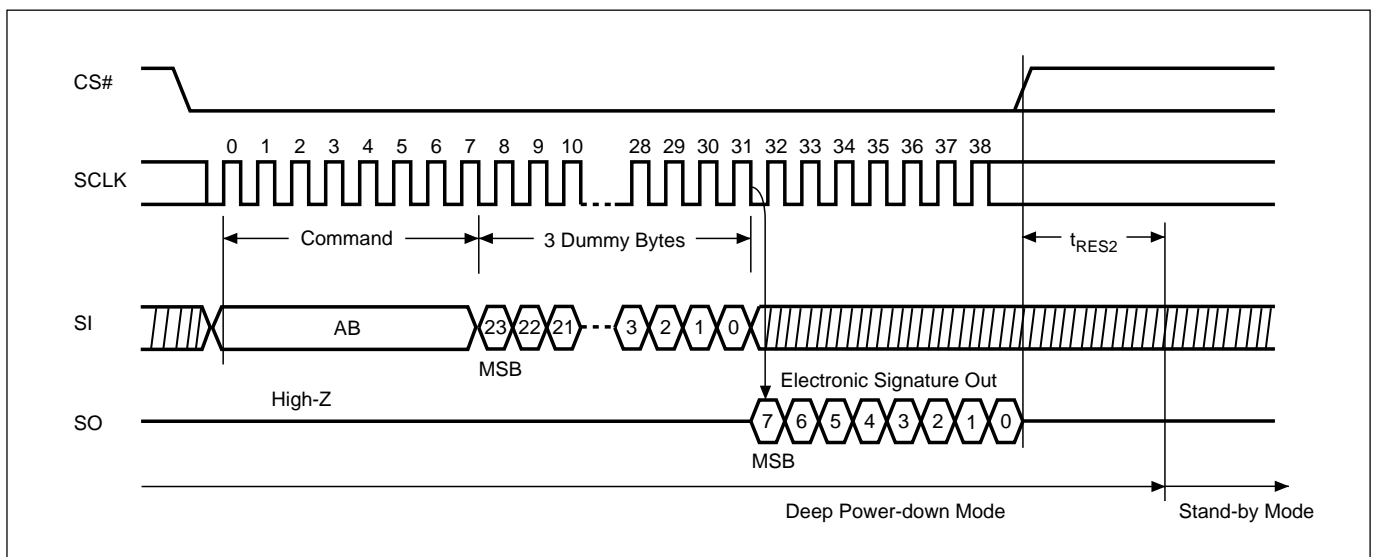 CS#
0 1 2 3 4 5 6 7 8 9 10 28 29 30 31 32 33 34 35 36 37 38
SCLK
Command 3 Dummy Bytes tRES2
SI AB 23 22 21 3 2 1 0
MSB
Electronic Signature Out
High-Z
SO 7 6 5 4 3 2 1 0
MSB
Deep Power-down Mode Stand-by Mode